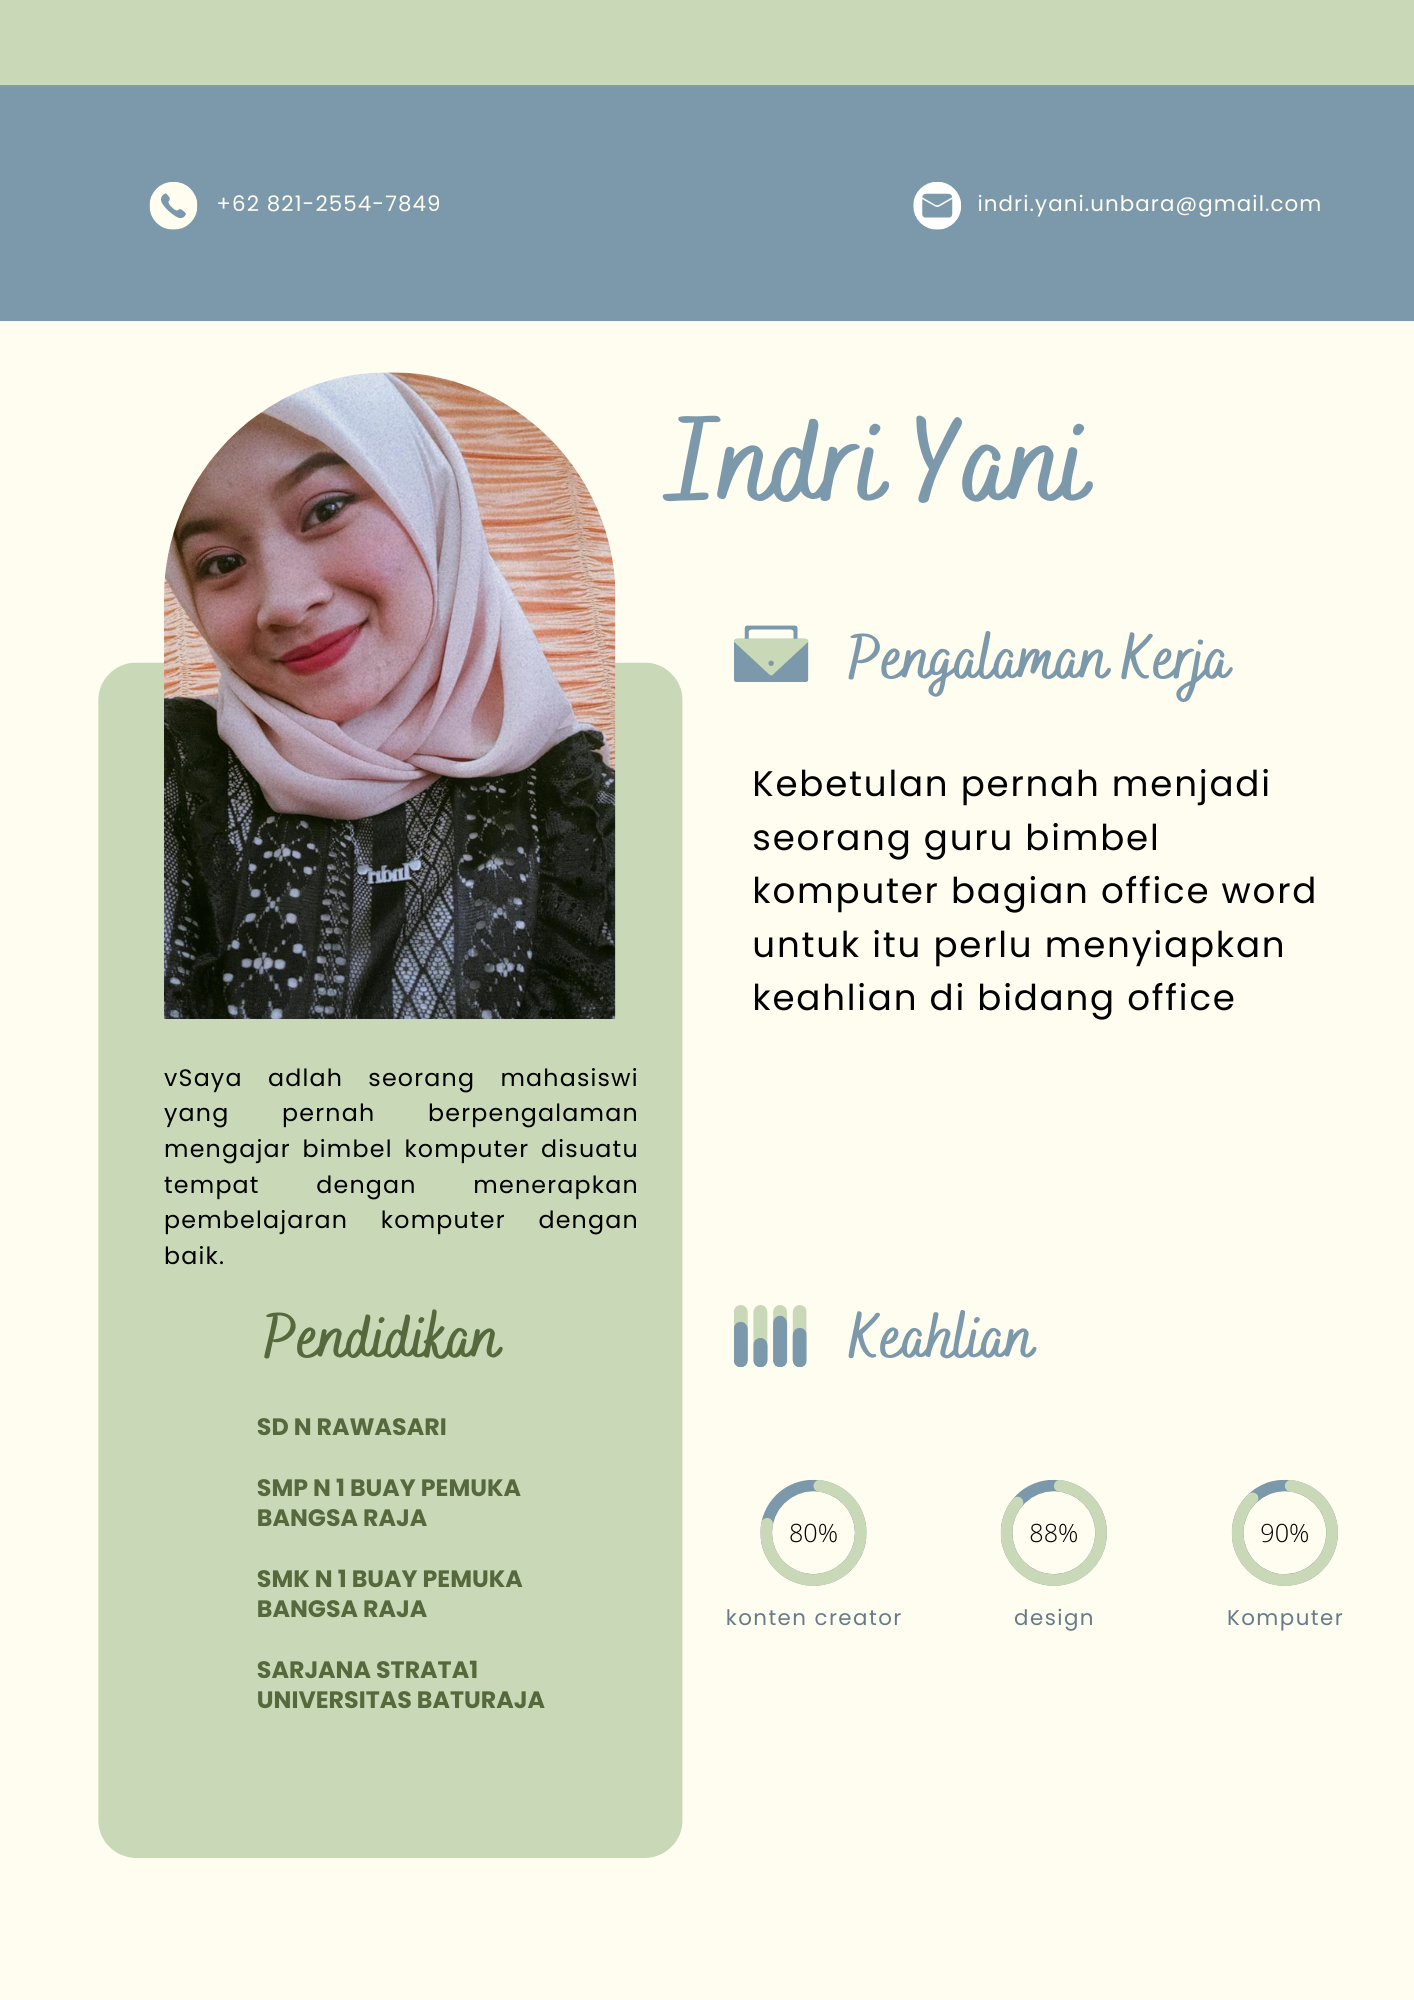 +62 821-2554-7849
indri.yani.unbara@gmail.com
Indri Yani
Pengalaman Kerja
Kebetulan pernah menjadi
seorang guru bimbel
komputer bagian office word
untuk itu perlu menyiapkan
keahlian di bidang office
vSaya adlah seorang mahasiswi
yang pernah berpengalaman
mengajar bimbel komputer disuatu
tempat dengan menerapkan
pembelajaran komputer dengan
baik.
Pendidikan
SD N RAWASARI
SMP N 1 BUAY PEMUKA
BANGSA RAJA
SMK N 1 BUAY PEMUKA
BANGSA RAJA
SARJANA STRATA1
UNIVERSITAS BATURAJA
Keahlian
80%
88%
90%
konten creator
design
Komputer